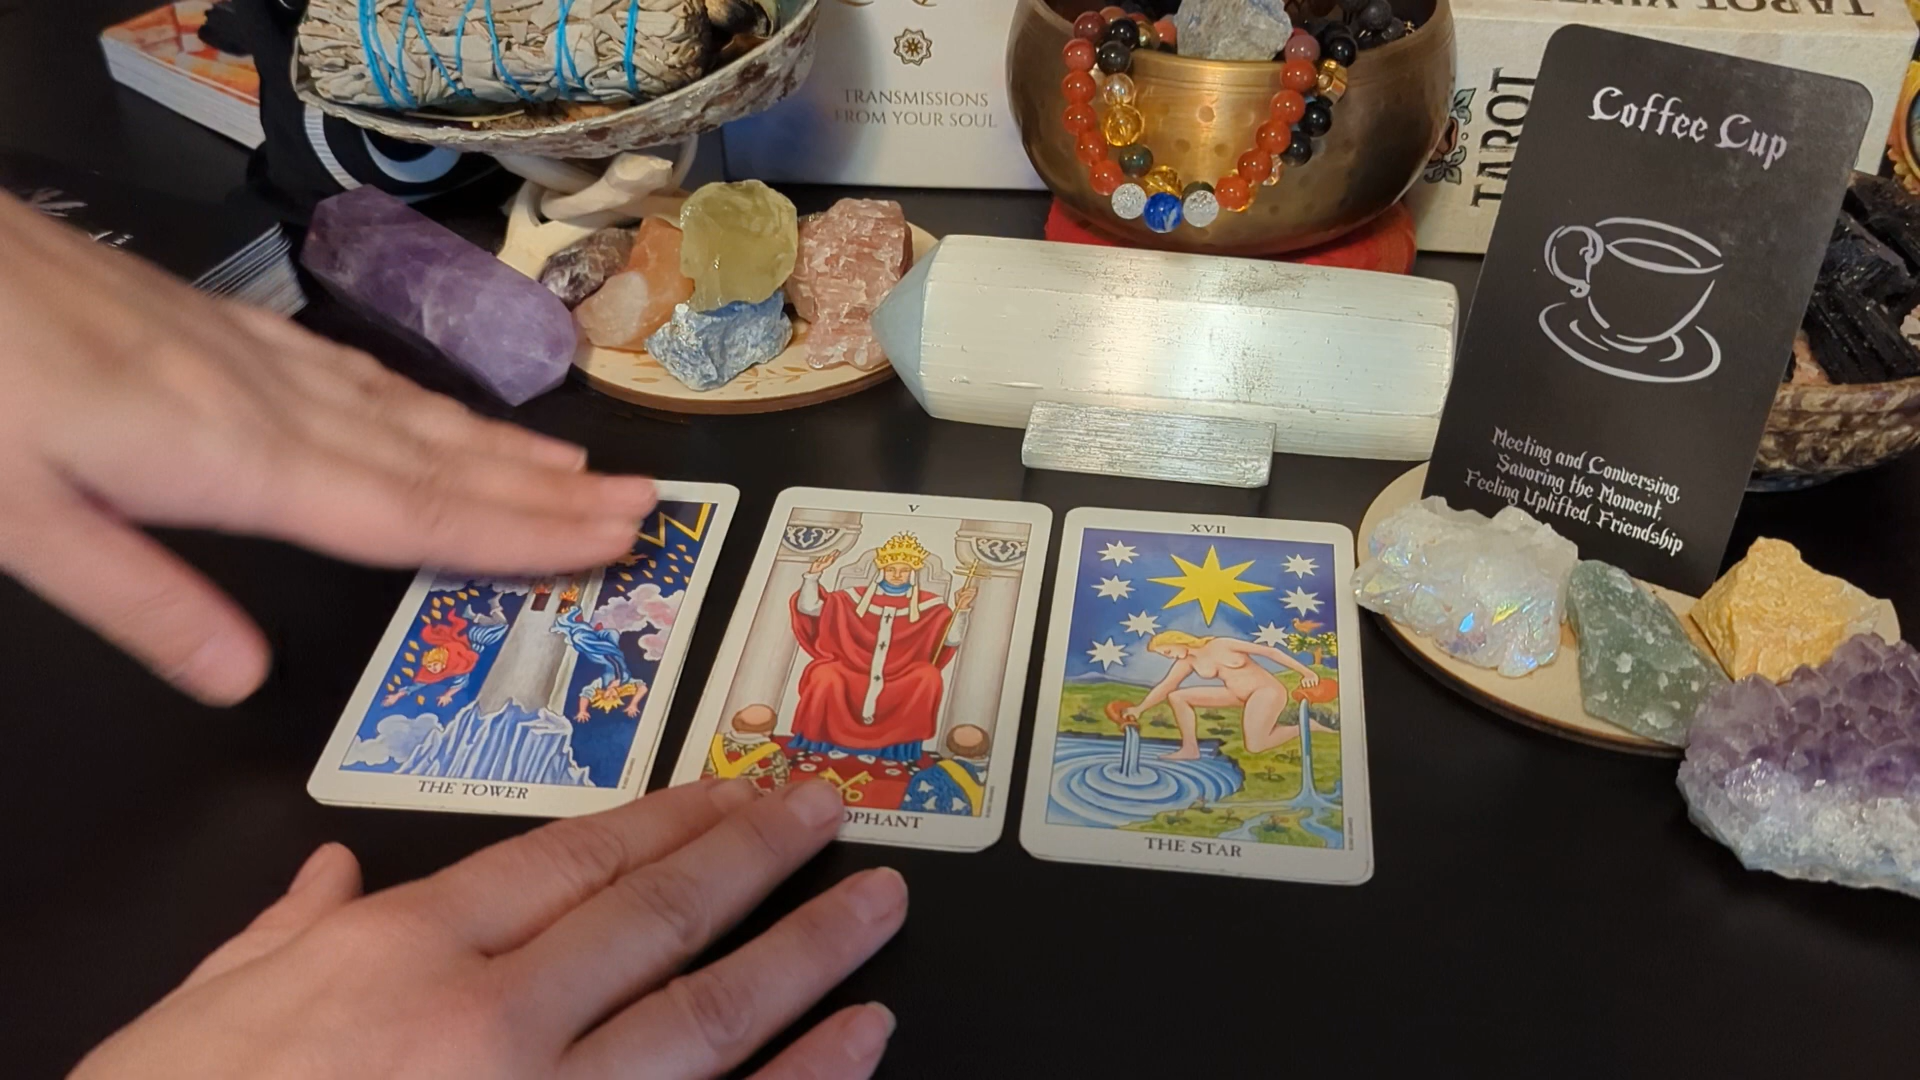 TRANSMISSIONS
FROM YOUR SOUL
TAROT
Coffee Cup
Meeting and Conversing,
Savoring the Moment,
Feeling Uplifted, Friendship
THE TOWER
V
OPHANT
XVII
THE STAR